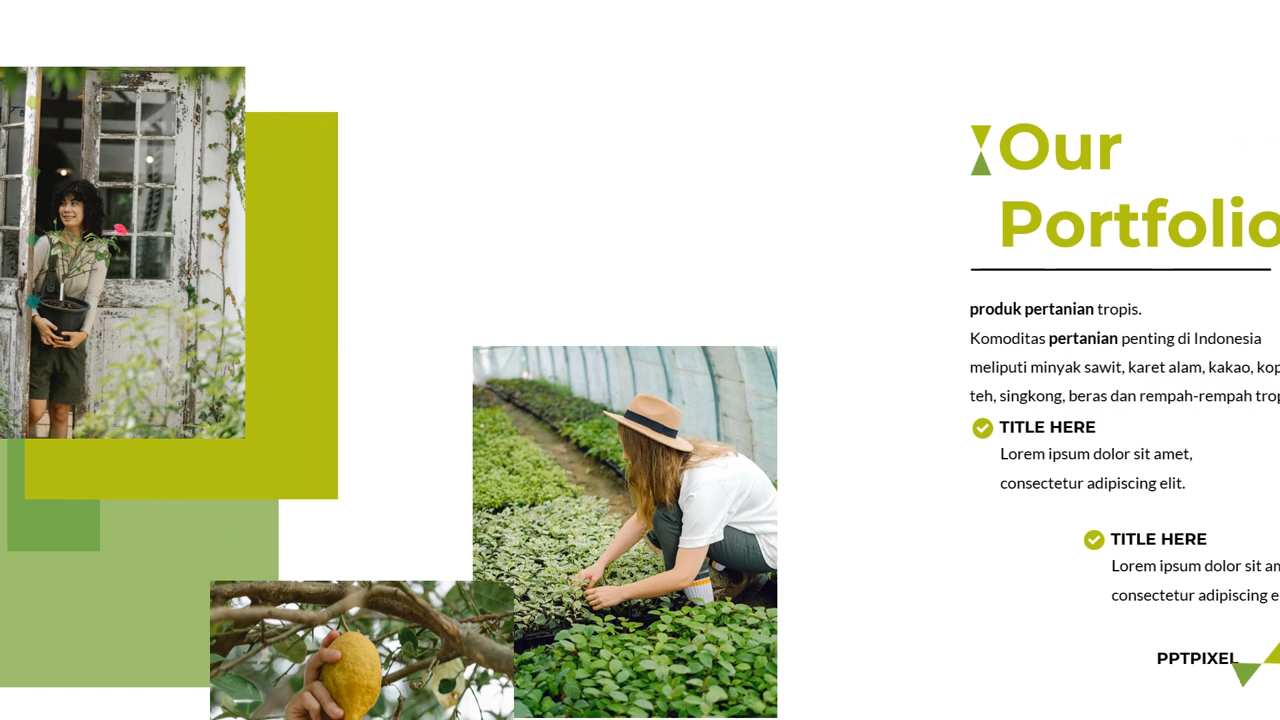 Our
Portfolio
produk pertanian tropis.
Komoditas pertanian penting di Indonesia
meliputi minyak sawit, karet alam, kakao,
teh, singkong, beras dan rempah-rempah
TITLE HERE
Lorem ipsum dolor sit amet,
consectetur adipiscing elit.
TITLE HERE
Lorem ipsum dolor sit
consectetur adipiscing
PPTPIXEL